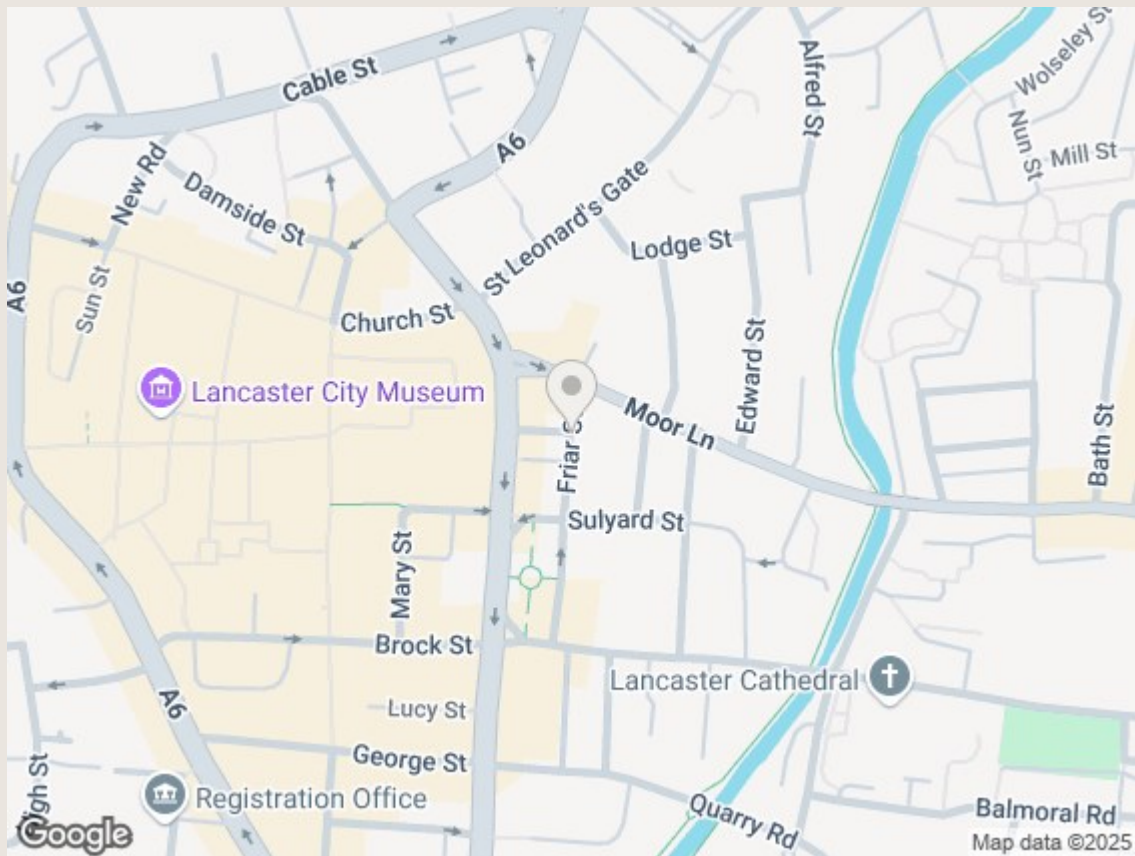 Cable St
A6
Alfred St
Wolseley St
Nun St
Mill St
New Rd
Damside St
St Leonard's Gate
Lodge St
A6
Sun St
Church St
Edward St
Lancaster City Museum
Moor Ln
Bath St
Friar
Sulyard St
Mary St
Brock St
Lancaster Cathedral
A6
Lucy St
George St
High St
Registration Office
Quarry Rd
Balmoral Rd
Google
Map data ©2025